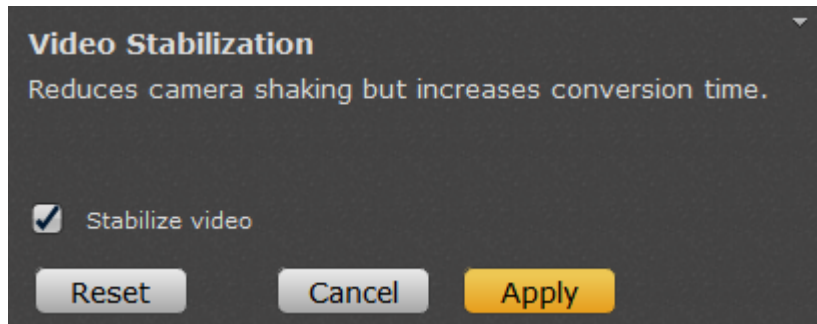 Video Stabilization
Reduces camera shaking but increases conversion time.
Stabilize video
Reset Cancel Apply